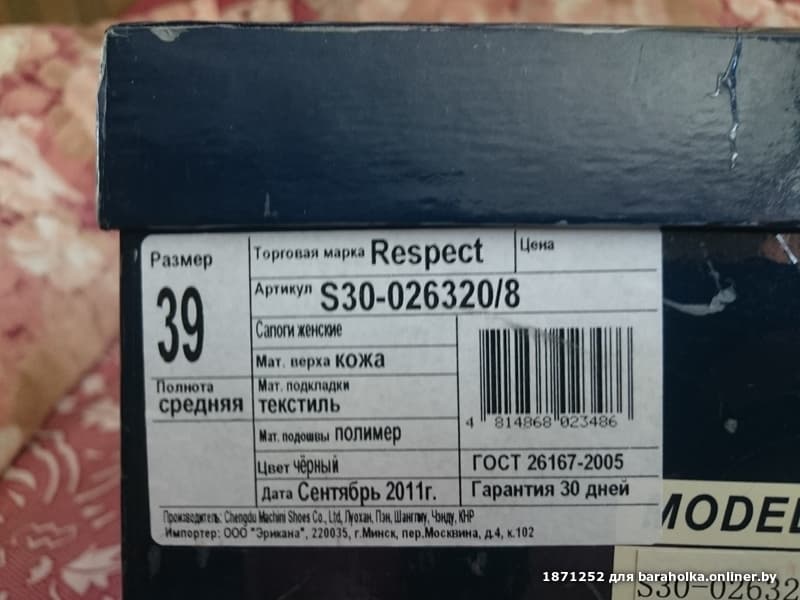 Размер
39
Полнота
средняя
Торговая марка Respect
Цена
Артикул S30-026320/8
Сапоги женские
Мат. верха кожа
Мат. подкладки
текстиль
Мат. подошвы полимер
Цвет чёрный
Дата Сентябрь 2011г.
4 814868 023486
ГОСТ 26167-2005
Гарантия 30 дней
Производитель: Chengdu Machini Shoes Co., Ltd, Луохан, Пэн, Шанглиу, Чэнду, КНР
Импортер: ООО "Эрикана", 220035, г.Минск, пер.Москвина, д.4, к.102
MODEL
S30-02632
1871252 для baraholka.onliner.by